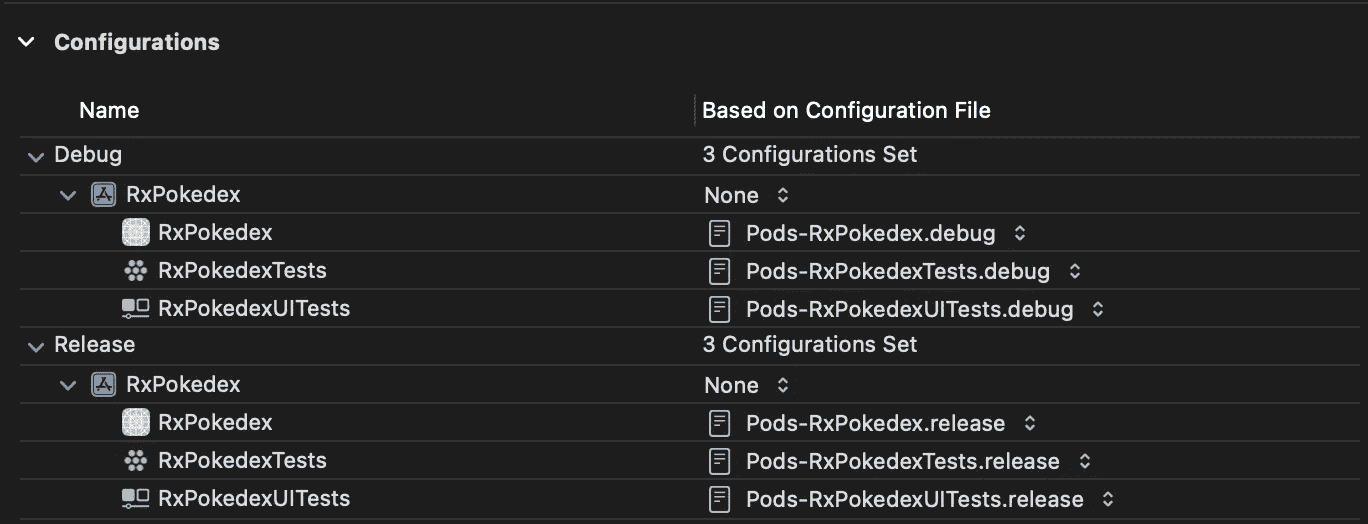 Configurations
Name Based on Configuration File
Debug 3 Configurations Set
RxPokedex None
RxPokedex Pods-RxPokedex.debug
RxPokedexTests Pods-RxPokedexTests.debug
RxPokedexUITests Pods-RxPokedexUITests.debug
Release 3 Configurations Set
RxPokedex None
RxPokedex Pods-RxPokedex.release
RxPokedexTests Pods-RxPokedexTests.release
RxPokedexUITests Pods-RxPokedexUITests.release